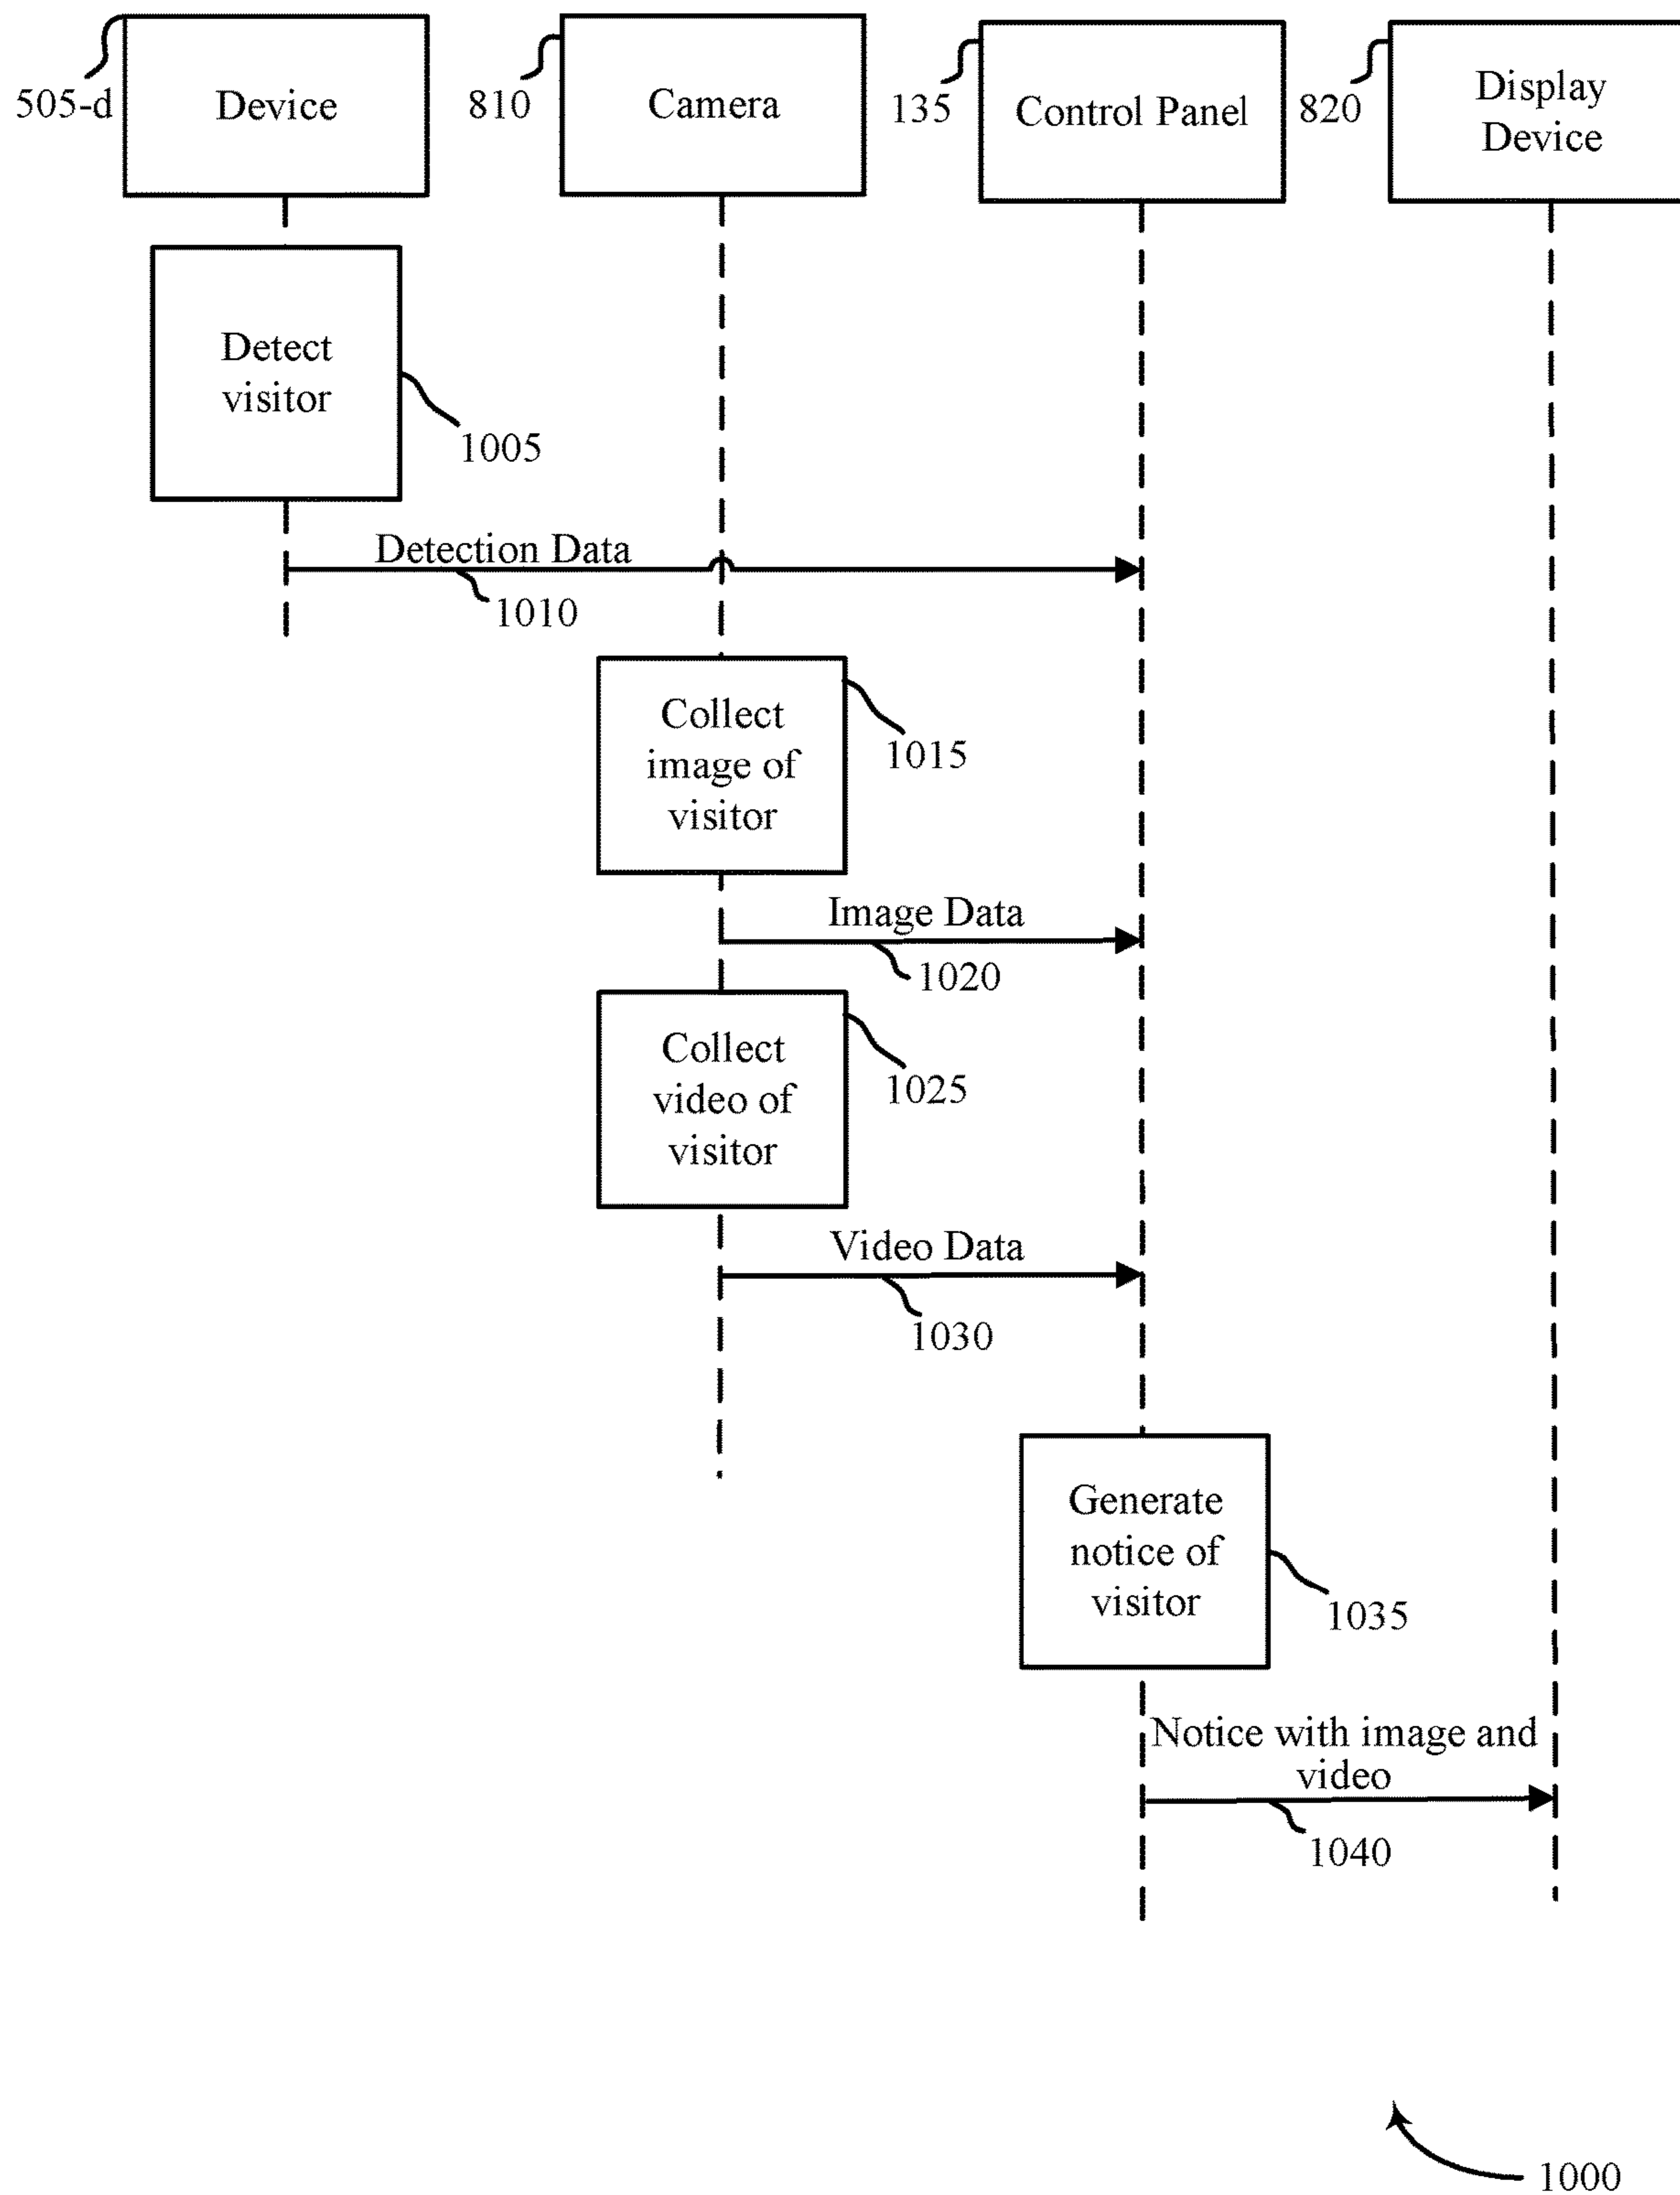 505-d
Device
810
Camera
135
Control Panel
820
Display
Device
Detect
visitor
1005
Detection Data
1010
Collect
image of
visitor
1015
Image Data
1020
Collect
video of
visitor
1025
Video Data
1030
Generate
notice of
visitor
1035
Notice with image and
video
1040
1000